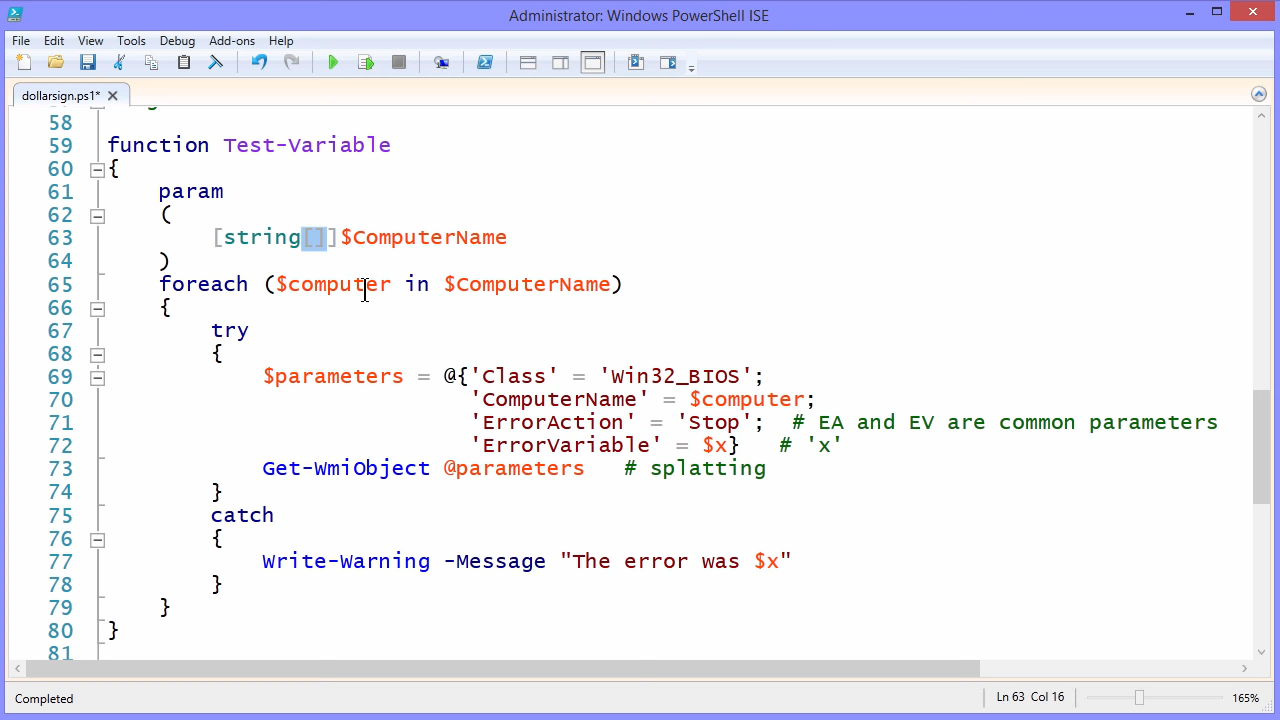 Administrator: Windows PowerShell ISE
File Edit View Tools Debug Add-ons Help
dollarsign.ps1*
58
59 function Test-Variable
60 {
61 param
62 (
63 [string[]]$ComputerName
64 )
65 foreach ($computer in $ComputerName)
66 {
67 try
68 {
69 $parameters = @{'Class' = 'Win32_BIOS';
70 'ComputerName' = $computer;
71 'ErrorAction' = 'Stop'; # EA and EV are common parameters
72 'ErrorVariable' = $x} # 'x'
73 Get-WmiObject @parameters # splatting
74 }
75 catch
76 {
77 Write-Warning -Message "The error was $x"
78 }
79 }
80 }
81
Completed Ln 63 Col 16 165%